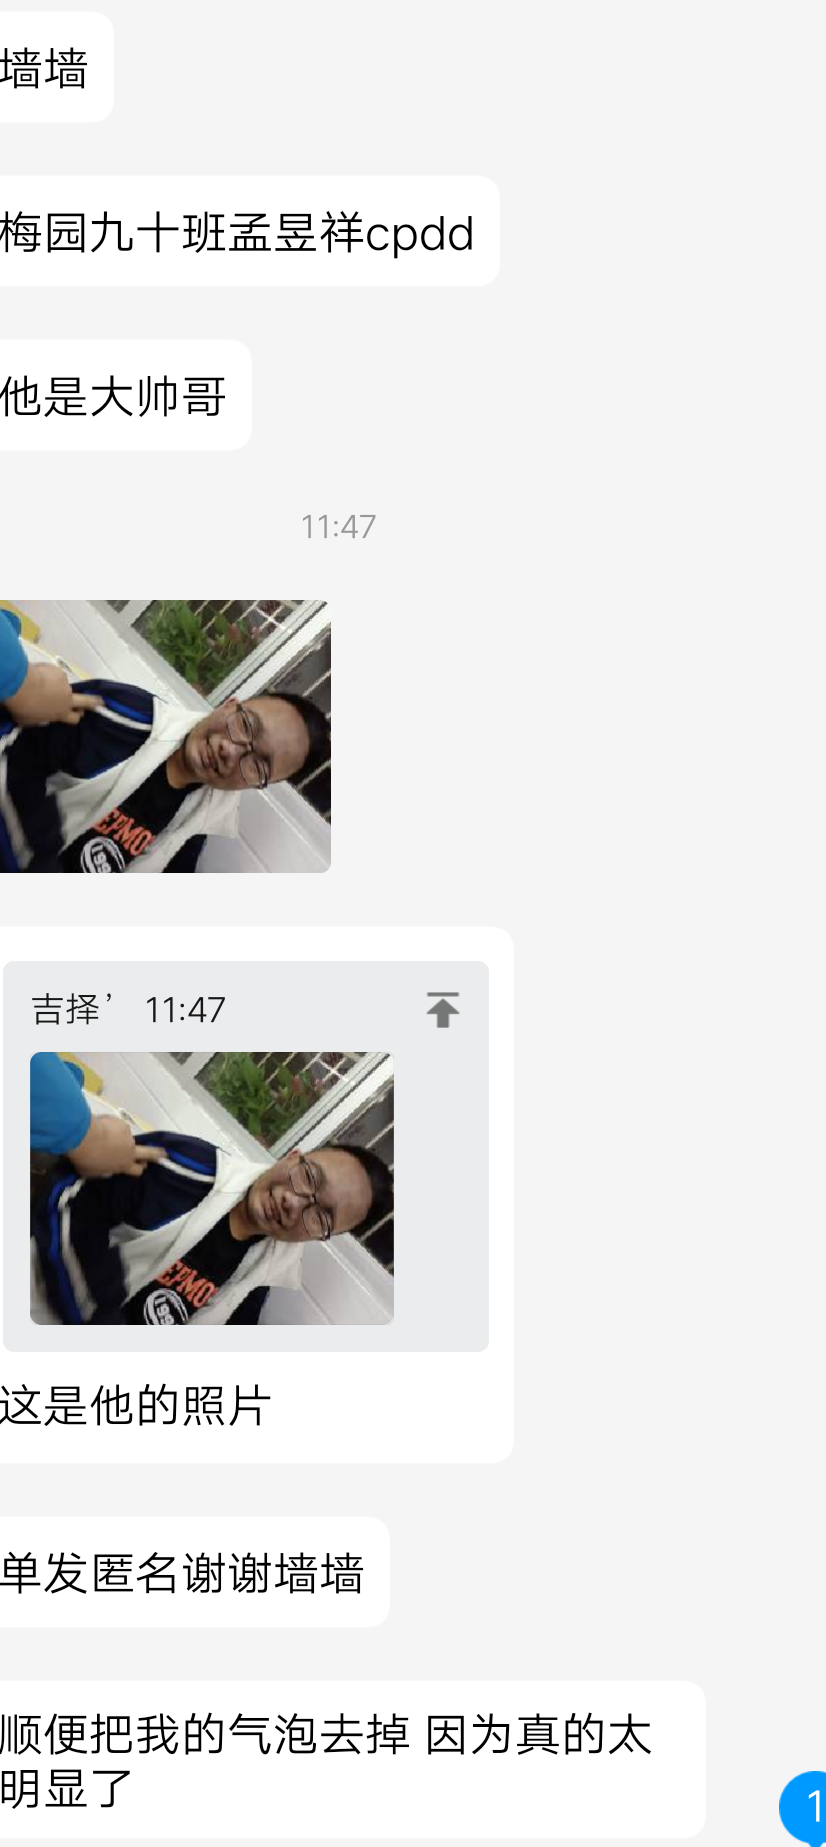 墙墙
梅园九十班孟昱祥cpdd
他是大帅哥
11:47
吉择’ 11:47
这是他的照片
单发匿名谢谢墙墙
顺便把我的气泡去掉 因为真的太
明显了
1